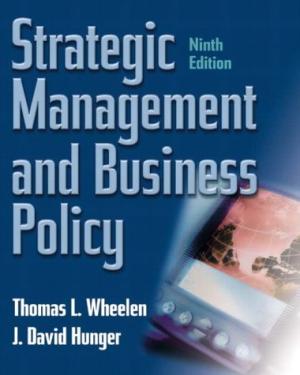 Strategic
Ninth
Edition
Management
and Business
Policy
Thomas L. Wheelen
J. David Hunger